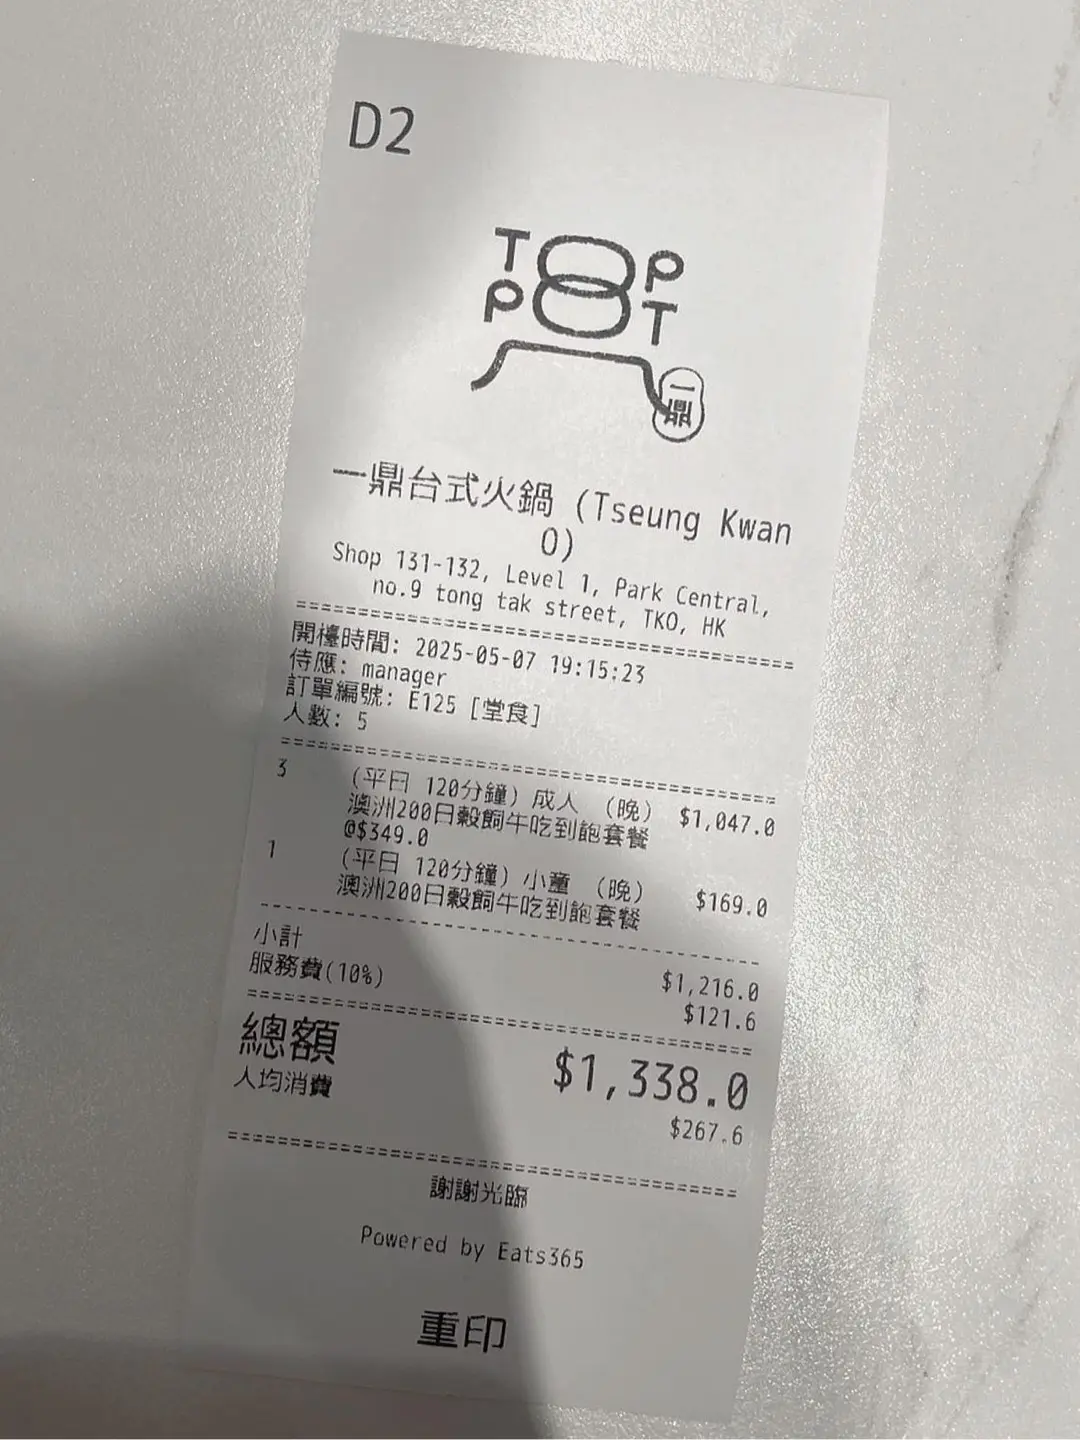 D2
TOP
POT
一鼎
一鼎台式火鍋 (Tseung Kwan
O)
Shop 131-132, Level 1, Park Central,
no.9 tong tak street, TKO, HK
開檯時間: 2025-05-07 19:15:23
侍應: manager
訂單編號: E125 [堂食]
人數: 5
3 (平日 120分鐘) 成人 (晚) $1,047.0
澳洲200日穀飼牛吃到飽套餐
@$349.0
1 (平日 120分鐘) 小童 (晚) $169.0
澳洲200日穀飼牛吃到飽套餐
小計 $1,216.0
服務費(10%) $121.6
總額 $1,338.0
人均消費 $267.6
謝謝光臨
Powered by Eats365
重印